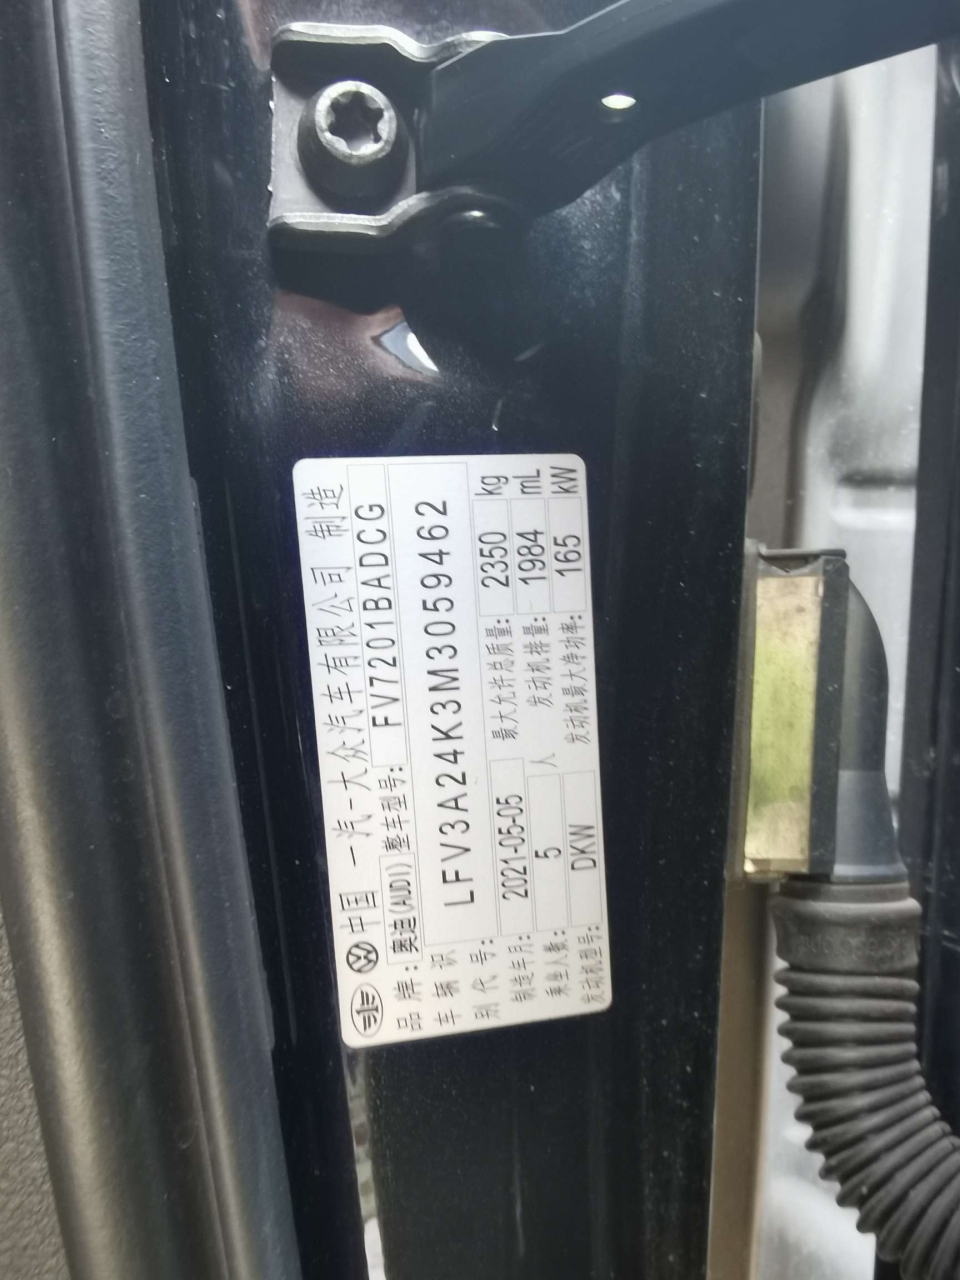 中国 一汽-大众汽车有限公司 制造
品牌: 奥迪(AUDI) 整车型号: FV7201BADCG
车辆识别代号: LFV3A24K3M3059462
制造年月: 2021-05-05 最大允许总质量: 2350 kg
乘坐人数: 5 人 发动机排量: 1984 mL
发动机型号: DKW 发动机最大净功率: 165 kW